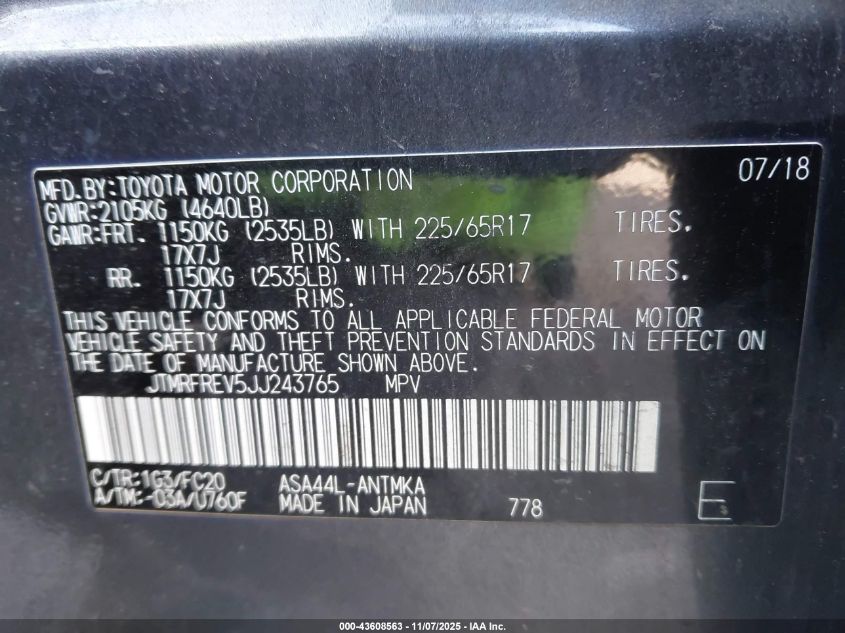 07/18
MFD.BY:TOYOTA MOTOR CORPORATION
GVWR:2105KG (4640LB)
GAWR:FRT. 1150KG (2535LB) WITH 225/65R17 TIRES.
17X7J RIMS.
RR. 1150KG (2535LB) WITH 225/65R17 TIRES.
17X7J RIMS.
THIS VEHICLE CONFORMS TO ALL APPLICABLE FEDERAL MOTOR
VEHICLE SAFETY AND THEFT PREVENTION STANDARDS IN EFFECT ON
THE DATE OF MANUFACTURE SHOWN ABOVE.
JTMRFREV5JJ243765 MPV
C/TR:1G3/FC20 ASA44L-ANTMKA
A/TM:-03A/U760F MADE IN JAPAN 778 E
000-43608563 - 11/07/2025 - IAA Inc.